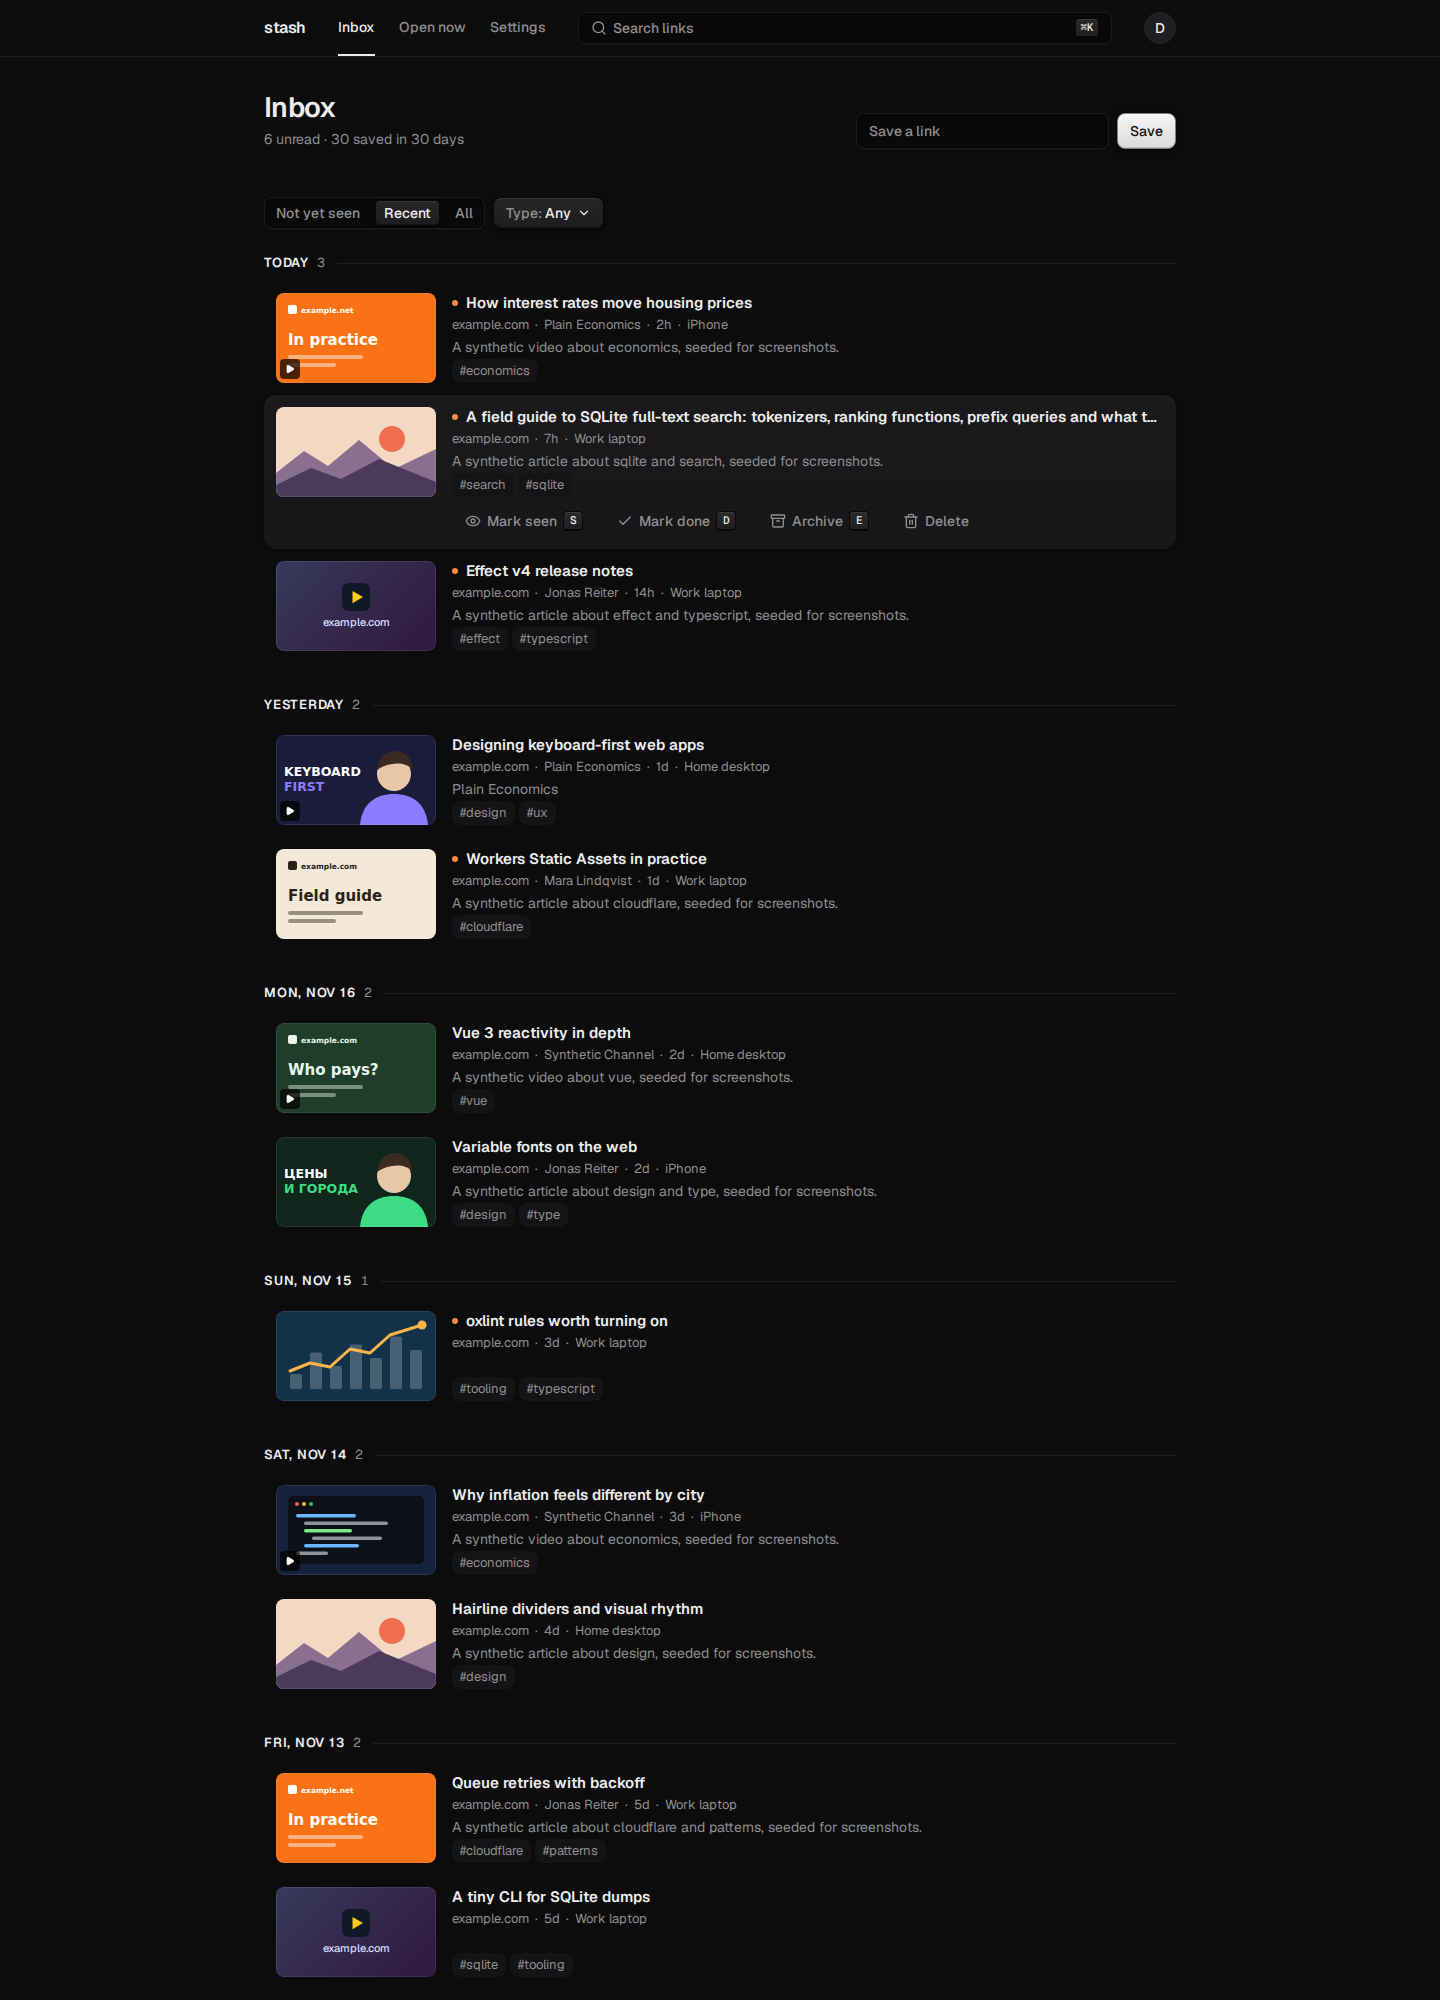 stash Inbox Open now Settings Search links ⌘K D
Inbox
6 unread · 30 saved in 30 days
Save a link Save
Not yet seen Recent All Type: Any
TODAY 3
example.net
In practice
How interest rates move housing prices
example.com · Plain Economics · 2h · iPhone
A synthetic video about economics, seeded for screenshots.
#economics
A field guide to SQLite full-text search: tokenizers, ranking functions, prefix queries and what t…
example.com · 7h · Work laptop
A synthetic article about sqlite and search, seeded for screenshots.
#search #sqlite
Mark seen S Mark done D Archive E Delete
example.com
Effect v4 release notes
example.com · Jonas Reiter · 14h · Work laptop
A synthetic article about effect and typescript, seeded for screenshots.
#effect #typescript
YESTERDAY 2
KEYBOARD
FIRST
Designing keyboard-first web apps
example.com · Plain Economics · 1d · Home desktop
Plain Economics
#design #ux
example.com
Field guide
Workers Static Assets in practice
example.com · Mara Lindqvist · 1d · Work laptop
A synthetic article about cloudflare, seeded for screenshots.
#cloudflare
MON, NOV 16 2
example.com
Who pays?
Vue 3 reactivity in depth
example.com · Synthetic Channel · 2d · Home desktop
A synthetic video about vue, seeded for screenshots.
#vue
ЦЕНЫ
И ГОРОДА
Variable fonts on the web
example.com · Jonas Reiter · 2d · iPhone
A synthetic article about design and type, seeded for screenshots.
#design #type
SUN, NOV 15 1
oxlint rules worth turning on
example.com · 3d · Work laptop
#tooling #typescript
SAT, NOV 14 2
Why inflation feels different by city
example.com · Synthetic Channel · 3d · iPhone
A synthetic video about economics, seeded for screenshots.
#economics
Hairline dividers and visual rhythm
example.com · 4d · Home desktop
A synthetic article about design, seeded for screenshots.
#design
FRI, NOV 13 2
example.net
In practice
Queue retries with backoff
example.com · Jonas Reiter · 5d · Work laptop
A synthetic article about cloudflare and patterns, seeded for screenshots.
#cloudflare #patterns
example.com
A tiny CLI for SQLite dumps
example.com · 5d · Work laptop
#sqlite #tooling